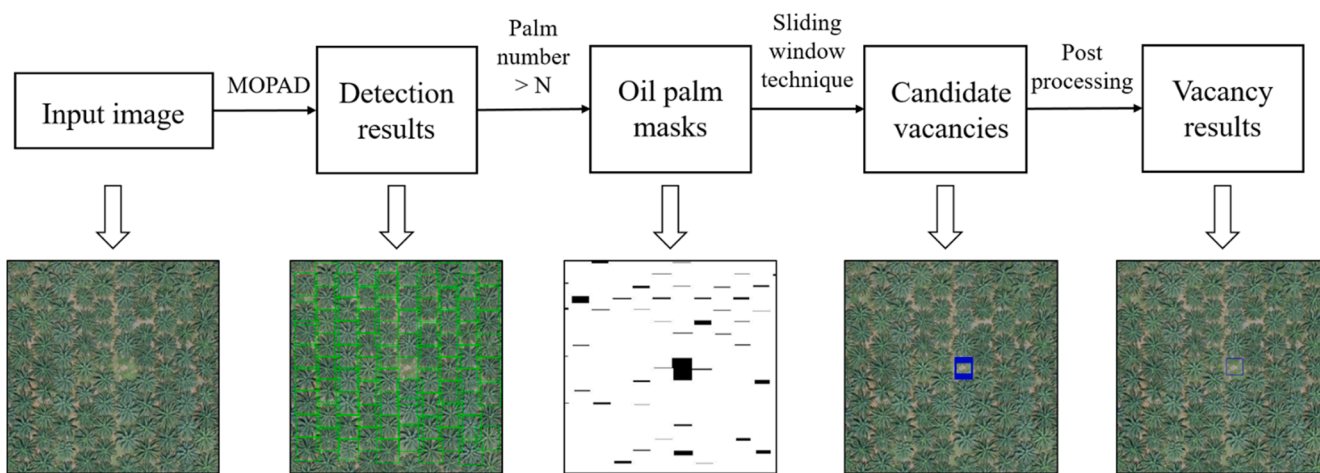 Input image
MOPAD
Detection
results
Palm
number
> N
Oil palm
masks
Sliding
window
technique
Candidate
vacancies
Post
processing
Vacancy
results